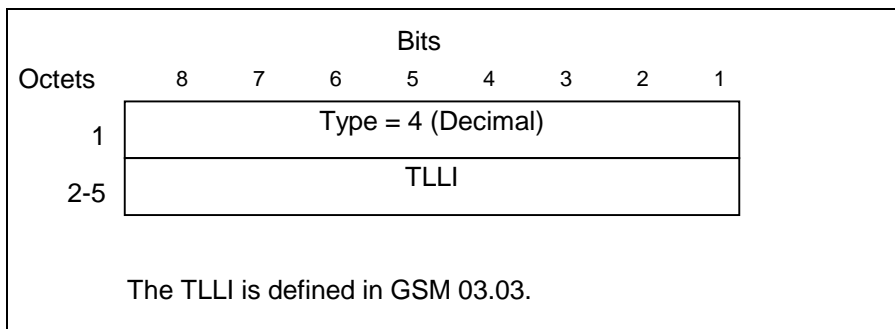 Bits
Octets 8 7 6 5 4 3 2 1
1 Type = 4 (Decimal)
2-5 TLLI
The TLLI is defined in GSM 03.03.